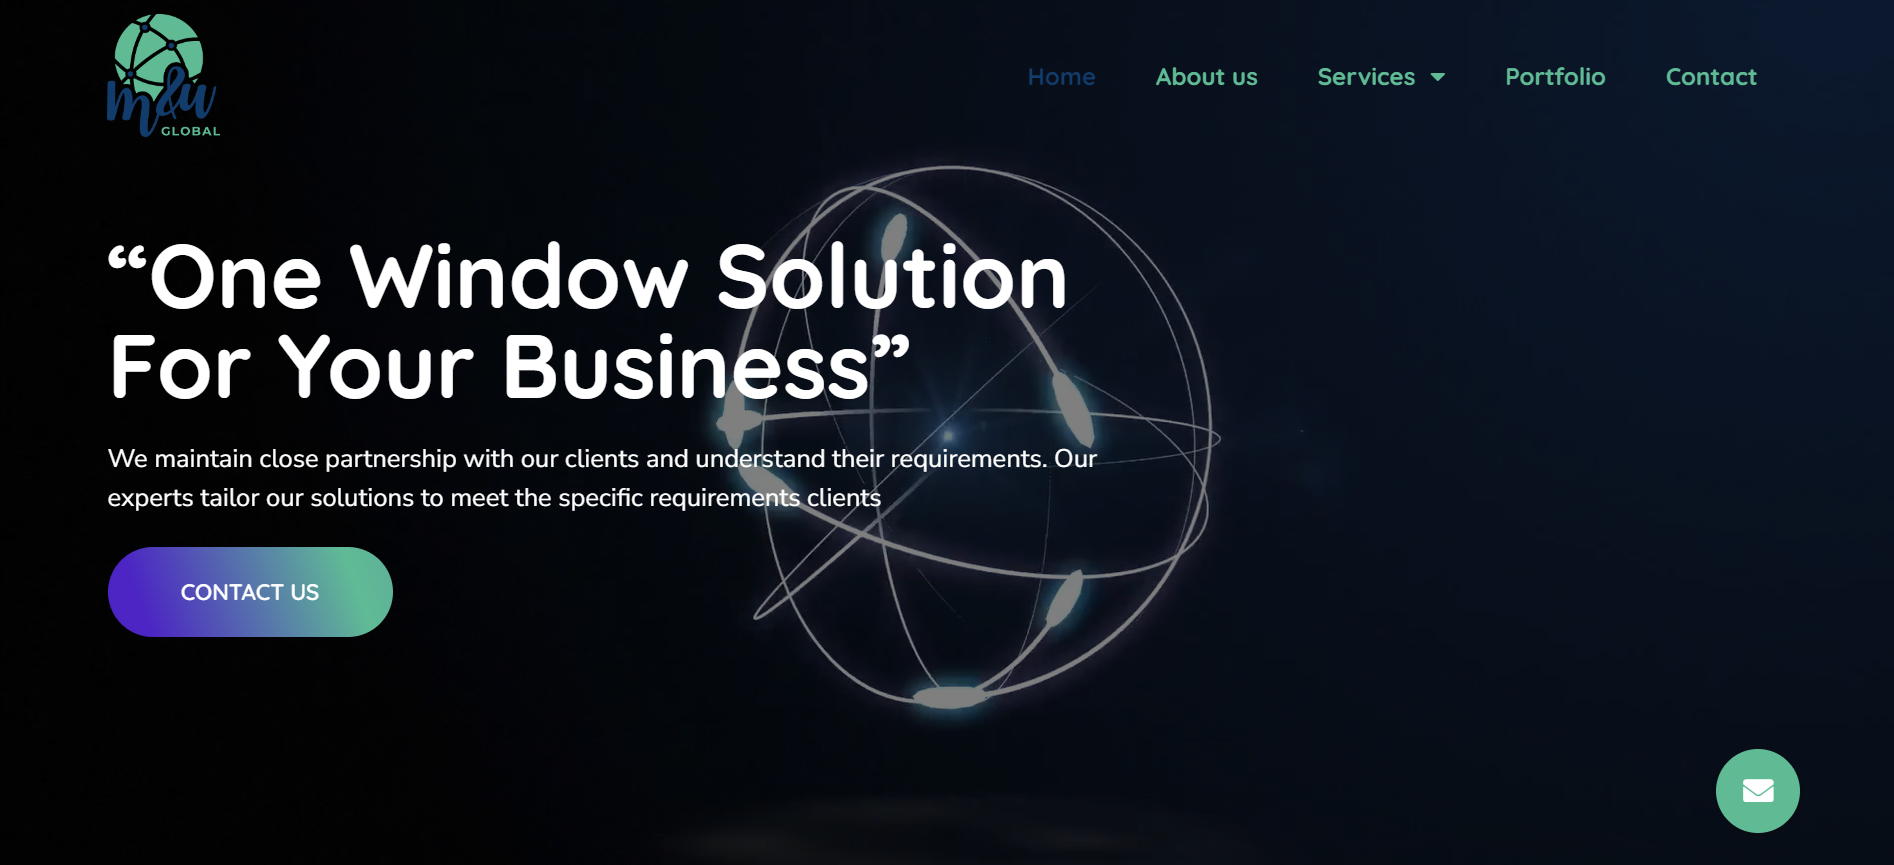 m&w
GLOBAL
Home
About us
Services
Portfolio
Contact
“One Window Solution
For Your Business”
We maintain close partnership with our clients and understand their requirements. Our
experts tailor our solutions to meet the specific requirements clients
CONTACT US